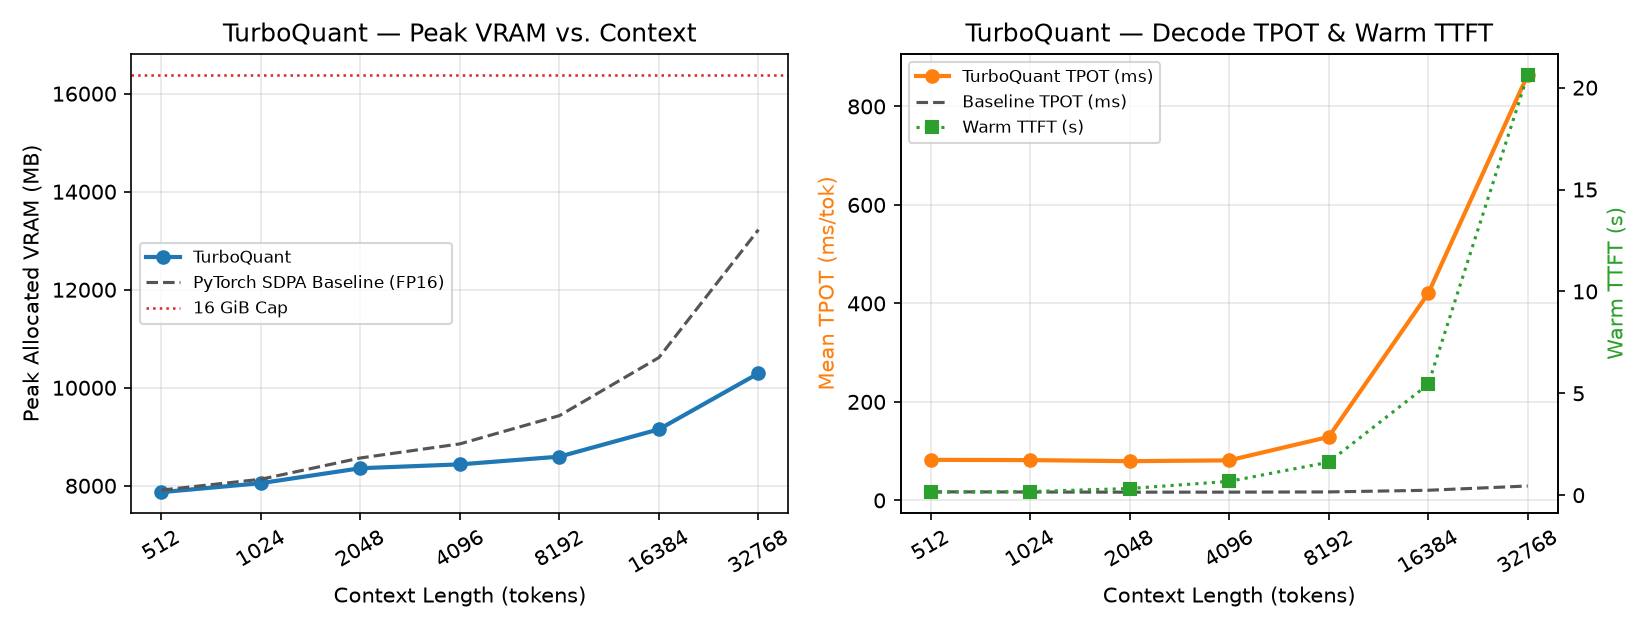 TurboQuant — Peak VRAM vs. Context
Peak Allocated VRAM (MB)
16000
14000
12000
10000
8000
TurboQuant
PyTorch SDPA Baseline (FP16)
16 GiB Cap
512
1024
2048
4096
8192
16384
32768
Context Length (tokens)
TurboQuant — Decode TPOT & Warm TTFT
Mean TPOT (ms/tok)
800
600
400
200
0
TurboQuant TPOT (ms)
Baseline TPOT (ms)
Warm TTFT (s)
20
15
10
5
0
Warm TTFT (s)
512
1024
2048
4096
8192
16384
32768
Context Length (tokens)